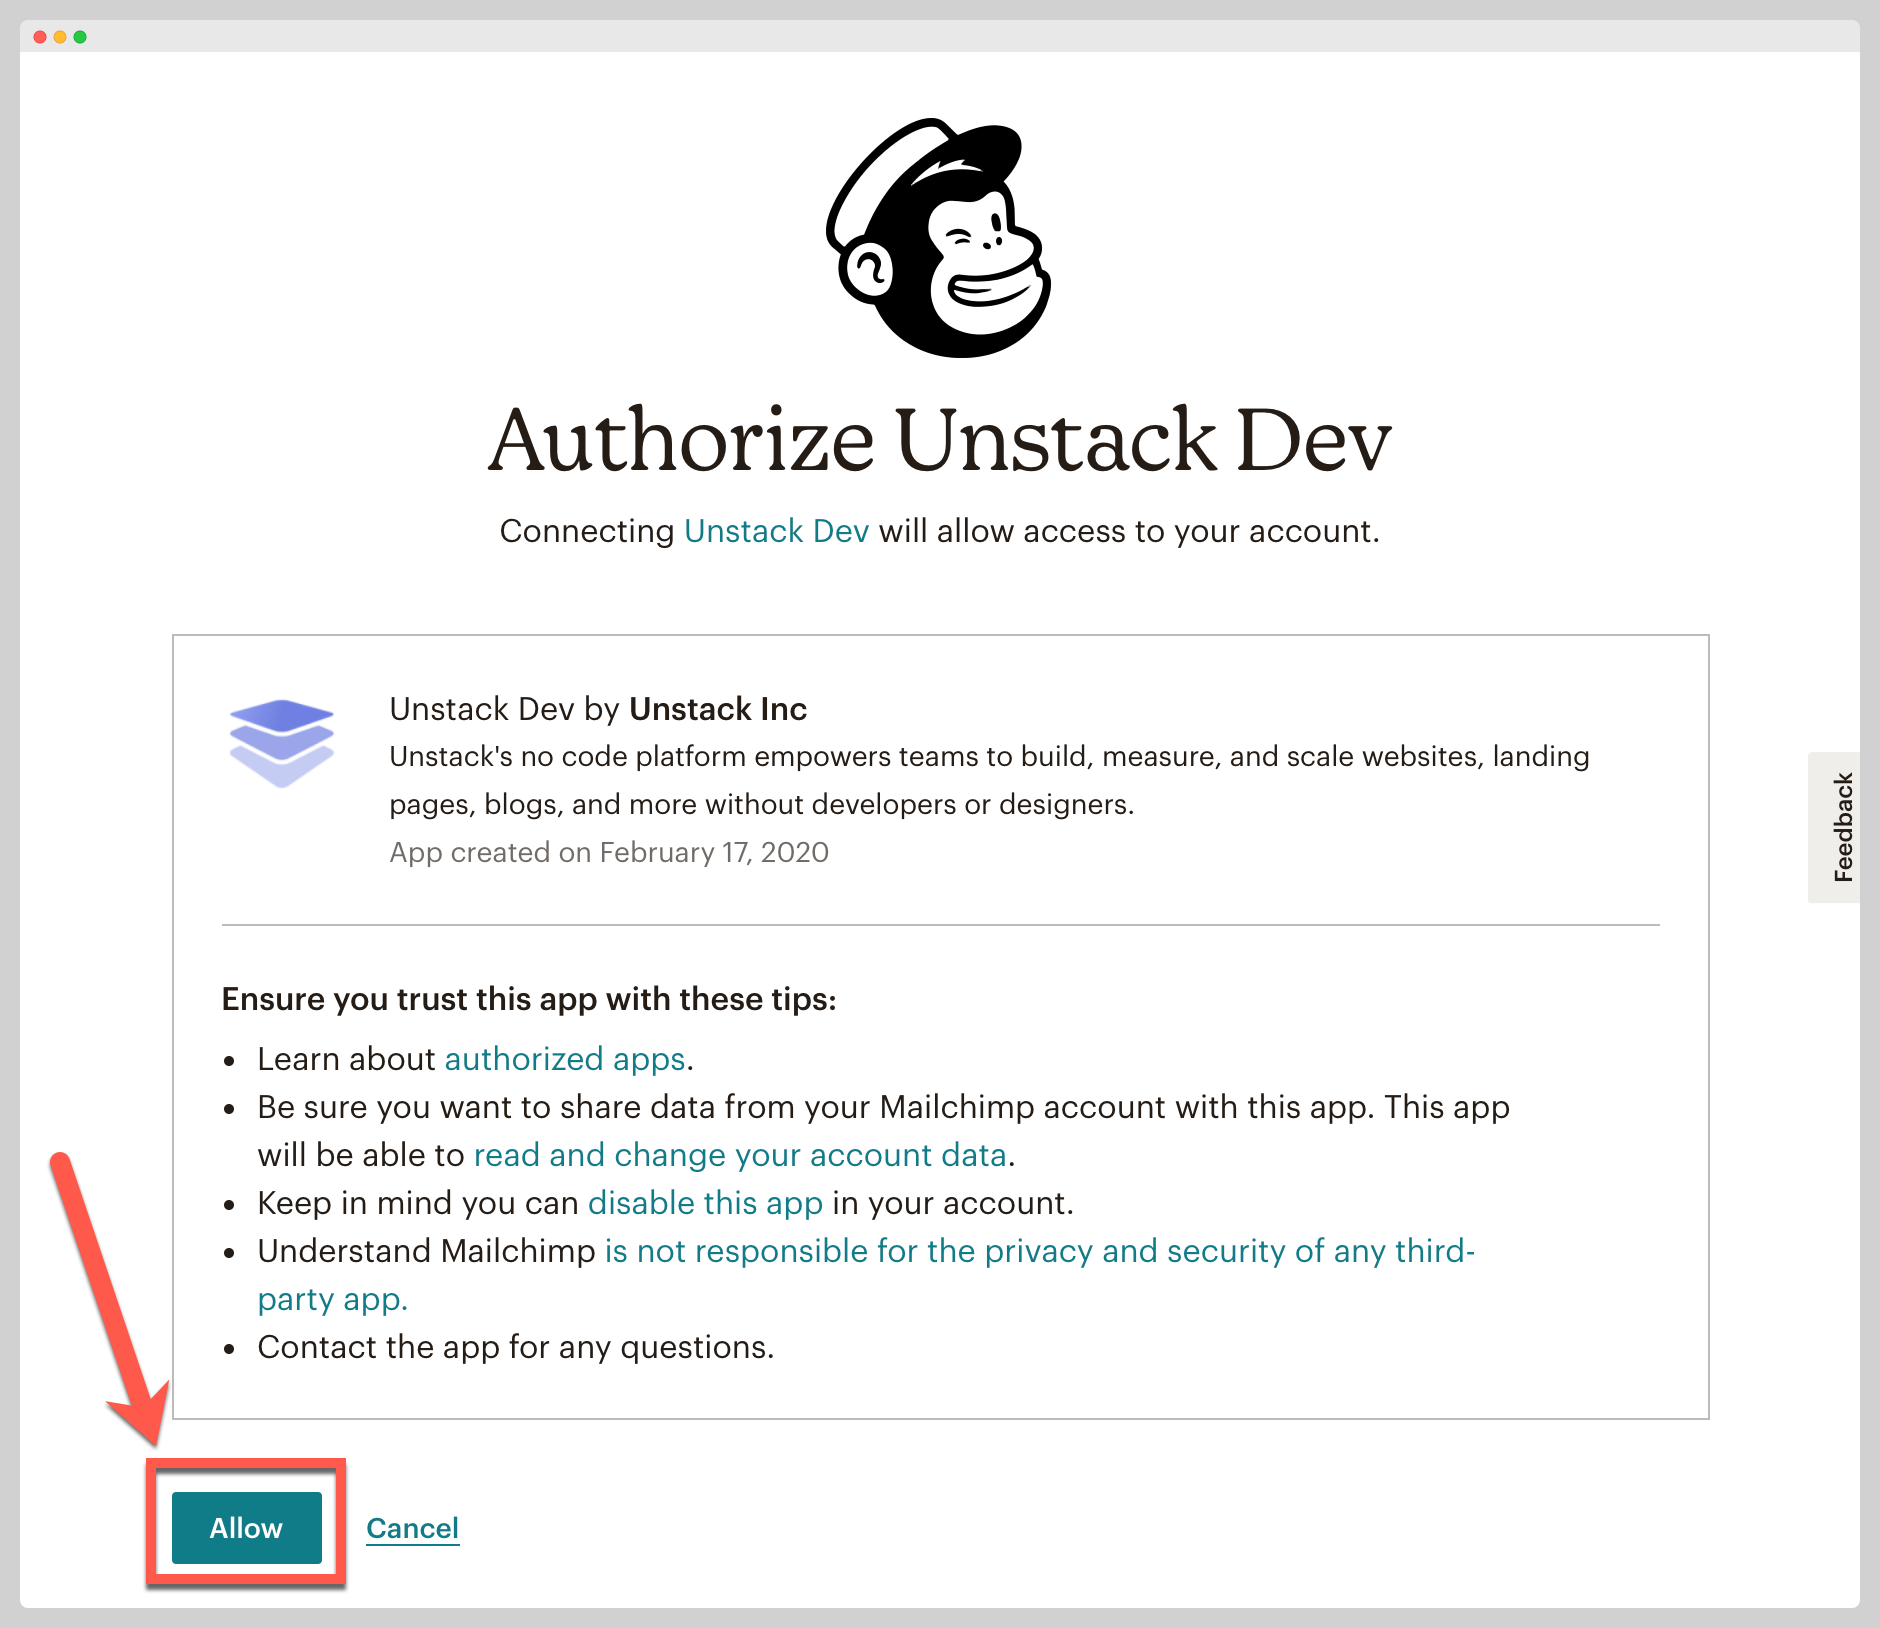 Authorize Unstack Dev
Connecting Unstack Dev will allow access to your account.
Unstack Dev by Unstack Inc
Unstack's no code platform empowers teams to build, measure, and scale websites, landing
pages, blogs, and more without developers or designers.
App created on February 17, 2020
Feedback
Ensure you trust this app with these tips:
• Learn about authorized apps.
• Be sure you want to share data from your Mailchimp account with this app. This app
will be able to read and change your account data.
• Keep in mind you can disable this app in your account.
• Understand Mailchimp is not responsible for the privacy and security of any third-
party app.
• Contact the app for any questions.
Allow
Cancel